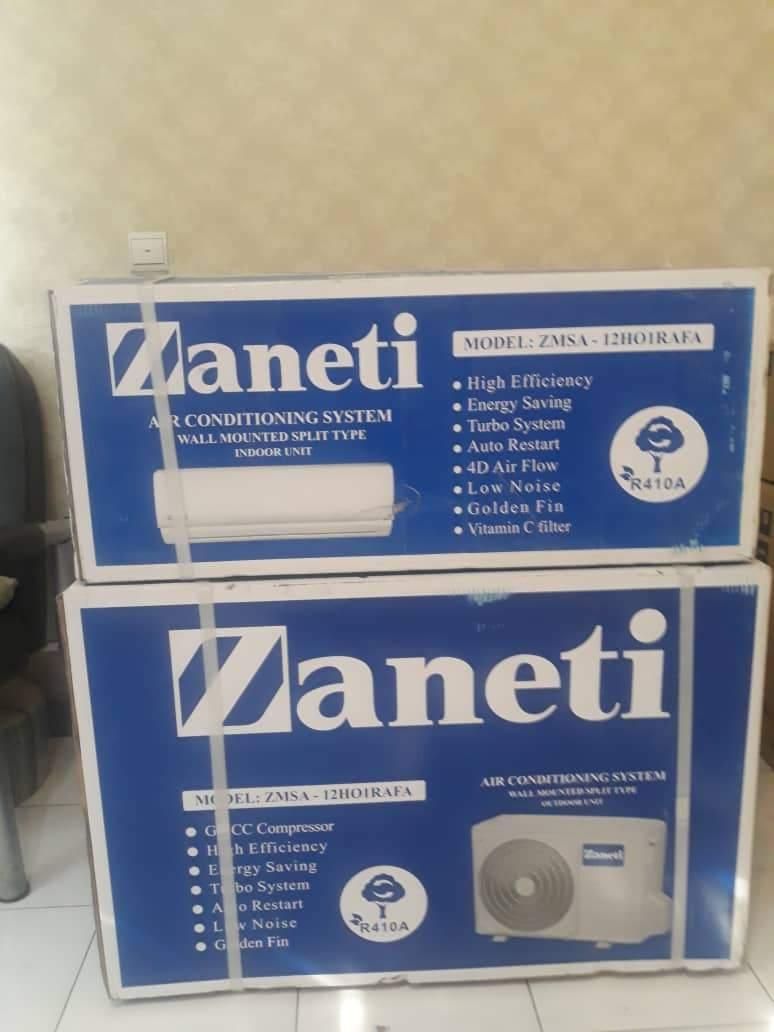 Zaneti
MODEL: ZMSA - 12HO1RAFA
AIR CONDITIONING SYSTEM
WALL MOUNTED SPLIT TYPE
INDOOR UNIT
High Efficiency
Energy Saving
Turbo System
Auto Restart
4D Air Flow
Low Noise
Golden Fin
Vitamin C filter
R410A
Zaneti
MODEL: ZMSA - 12HO1RAFA
GMCC Compressor
High Efficiency
Energy Saving
Turbo System
Auto Restart
Low Noise
Golden Fin
R410A
AIR CONDITIONING SYSTEM
WALL MOUNTED SPLIT TYPE
OUTDOOR UNIT
Zaneti